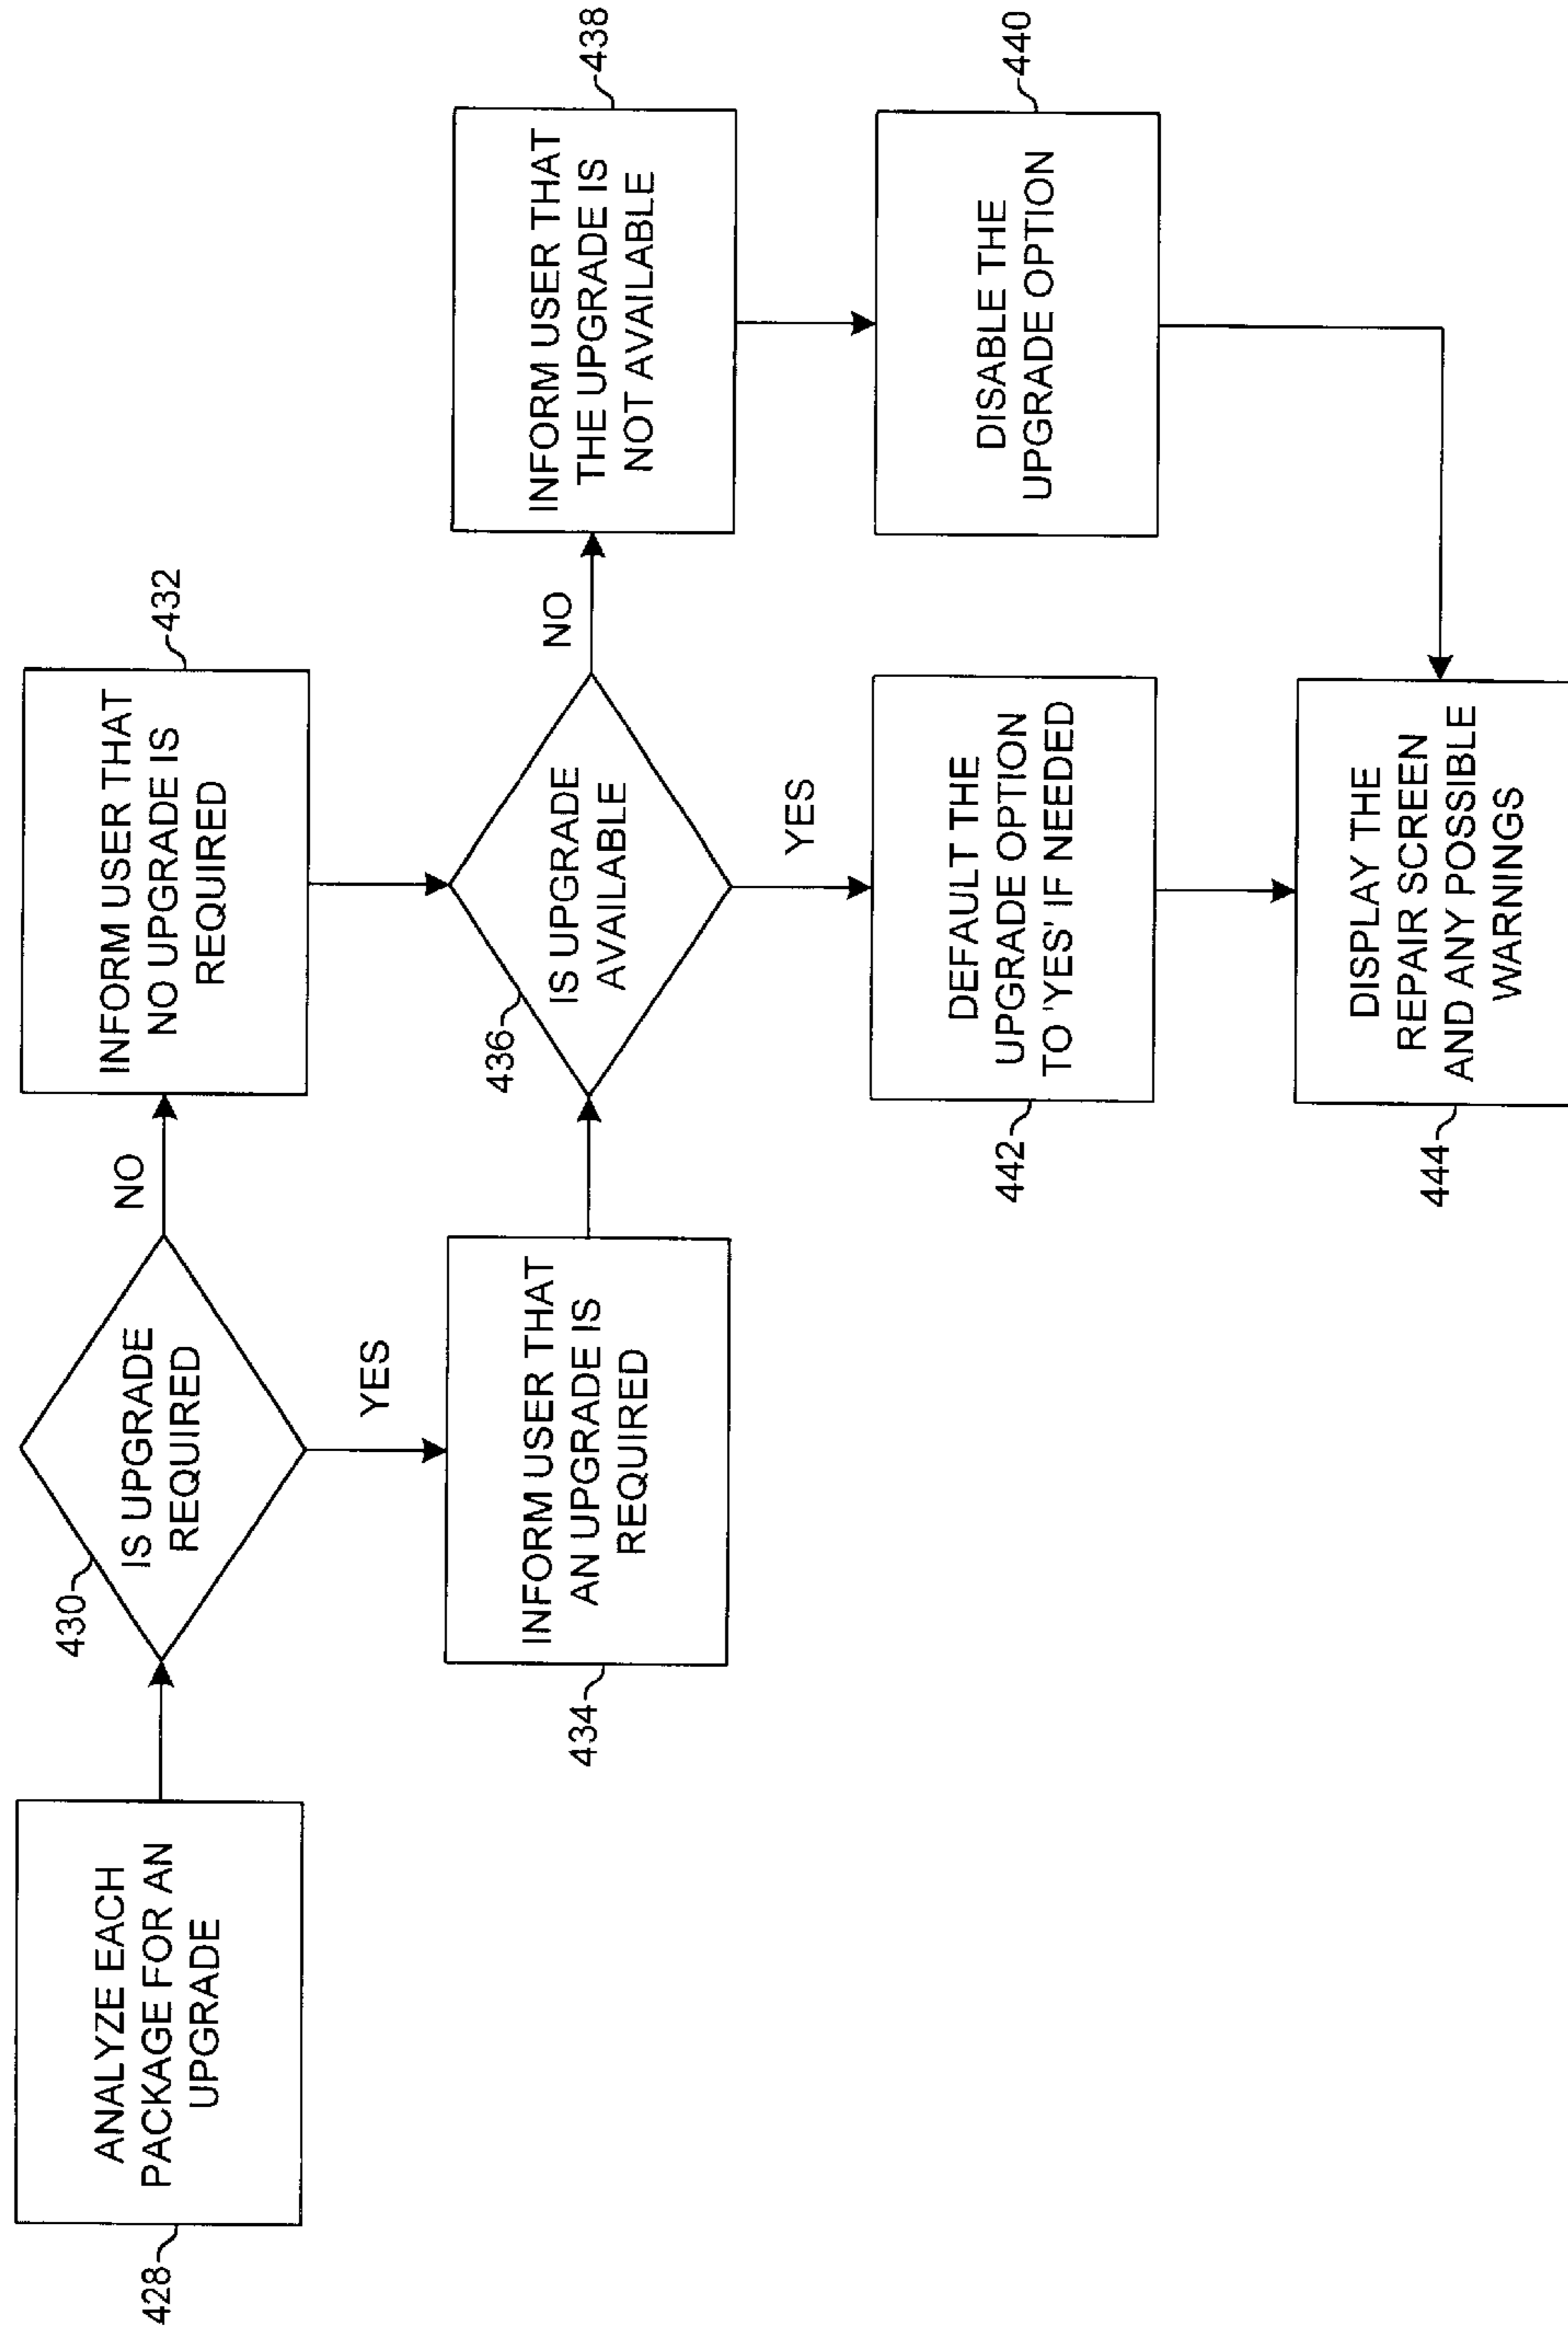 428
ANALYZE EACH
PACKAGE FOR AN
UPGRADE
430
IS UPGRADE
REQUIRED
NO
YES
432
INFORM USER THAT
NO UPGRADE IS
REQUIRED
434
INFORM USER THAT
AN UPGRADE IS
REQUIRED
436
IS UPGRADE
AVAILABLE
NO
YES
438
INFORM USER THAT
THE UPGRADE IS
NOT AVAILABLE
440
DISABLE THE
UPGRADE OPTION
442
DEFAULT THE
UPGRADE OPTION
TO 'YES' IF NEEDED
444
DISPLAY THE
REPAIR SCREEN
AND ANY POSSIBLE
WARNINGS